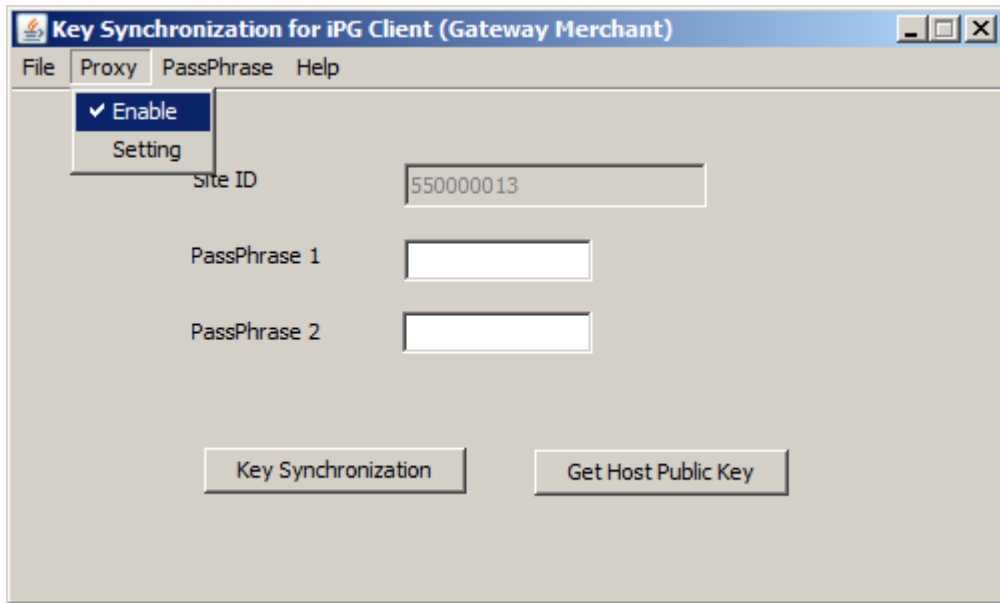 Key Synchronization for iPG Client (Gateway Merchant)
File Proxy PassPhrase Help
Enable
Setting
Site ID 550000013
PassPhrase 1
PassPhrase 2
Key Synchronization Get Host Public Key